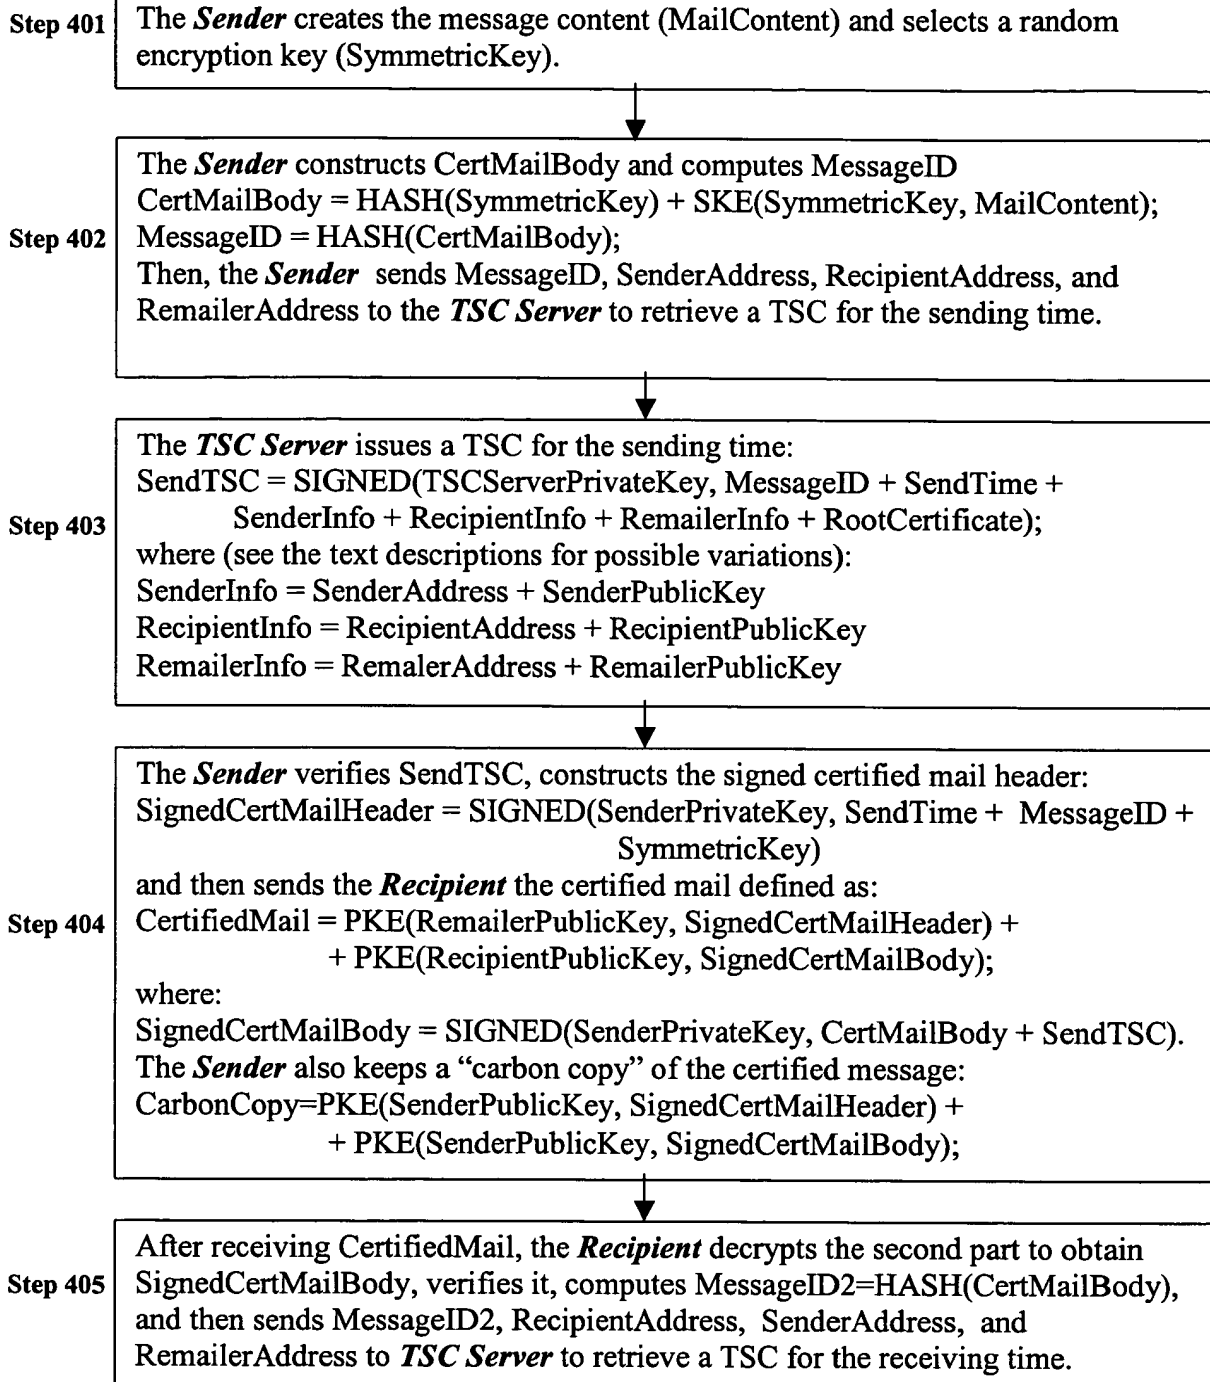 Step 401
The Sender creates the message content (MailContent) and selects a random
encryption key (SymmetricKey).
Step 402
The Sender constructs CertMailBody and computes MessageID
CertMailBody = HASH(SymmetricKey) + SKE(SymmetricKey, MailContent);
MessageID = HASH(CertMailBody);
Then, the Sender sends MessageID, SenderAddress, RecipientAddress, and
RemailerAddress to the TSC Server to retrieve a TSC for the sending time.
Step 403
The TSC Server issues a TSC for the sending time:
SendTSC = SIGNED(TSCServerPrivateKey, MessageID + SendTime +
SenderInfo + RecipientInfo + RemailerInfo + RootCertificate);
where (see the text descriptions for possible variations):
SenderInfo = SenderAddress + SenderPublicKey
RecipientInfo = RecipientAddress + RecipientPublicKey
RemailerInfo = RemalerAddress + RemailerPublicKey
Step 404
The Sender verifies SendTSC, constructs the signed certified mail header:
SignedCertMailHeader = SIGNED(SenderPrivateKey, SendTime + MessageID +
SymmetricKey)
and then sends the Recipient the certified mail defined as:
CertifiedMail = PKE(RemailerPublicKey, SignedCertMailHeader) +
+ PKE(RecipientPublicKey, SignedCertMailBody);
where:
SignedCertMailBody = SIGNED(SenderPrivateKey, CertMailBody + SendTSC).
The Sender also keeps a “carbon copy” of the certified message:
CarbonCopy=PKE(SenderPublicKey, SignedCertMailHeader) +
+ PKE(SenderPublicKey, SignedCertMailBody);
Step 405
After receiving CertifiedMail, the Recipient decrypts the second part to obtain
SignedCertMailBody, verifies it, computes MessageID2=HASH(CertMailBody),
and then sends MessageID2, RecipientAddress, SenderAddress, and
RemailerAddress to TSC Server to retrieve a TSC for the receiving time.